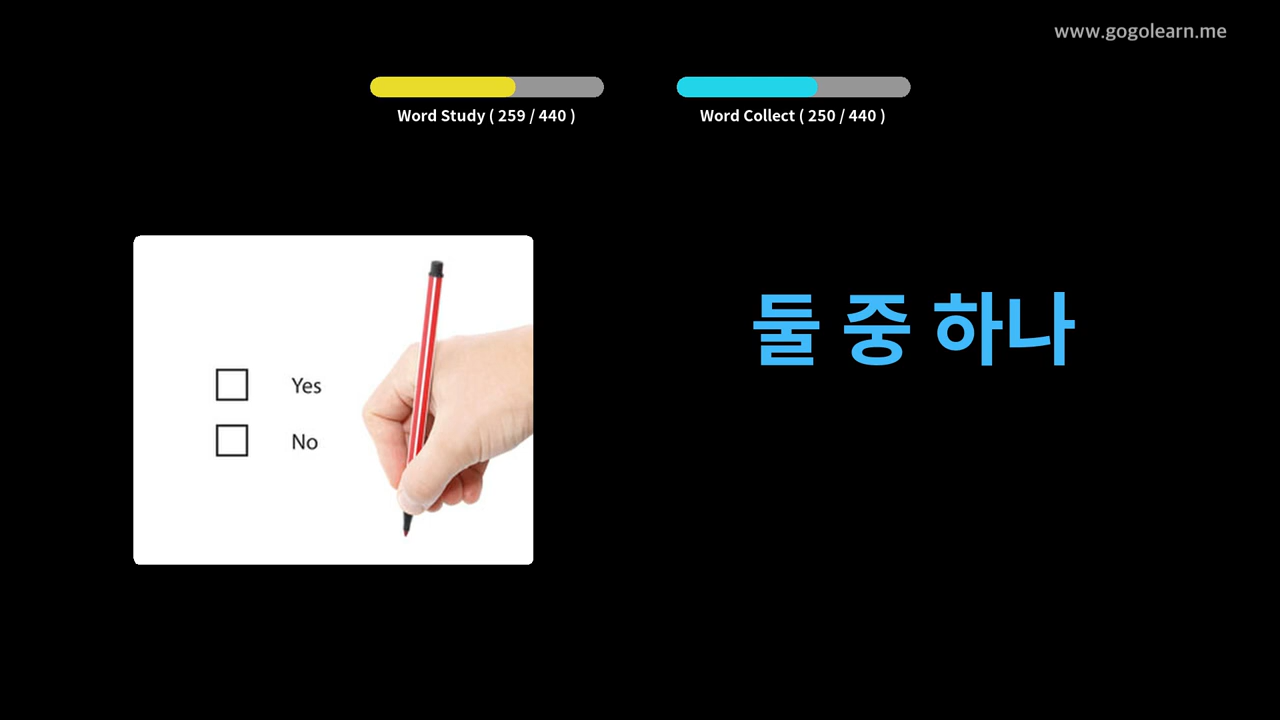 www.gogolearn.me
Word Study ( 259 / 440 )
Word Collect ( 250 / 440 )
Yes
No
둘 중 하나